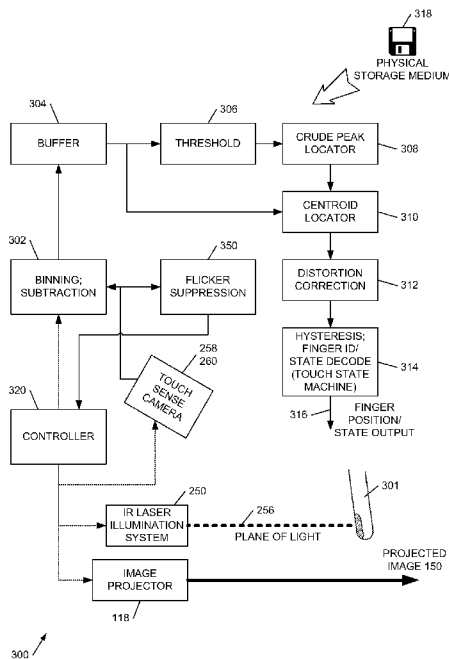 318
PHYSICAL
STORAGE MEDIUM
304
306
BUFFER
THRESHOLD
CRUDE PEAK
LOCATOR
308
CENTROID
LOCATOR
310
302
350
BINNING;
SUBTRACTION
FLICKER
SUPPRESSION
DISTORTION
CORRECTION
312
258
260
TOUCH
SENSE
CAMERA
HYSTERESIS;
FINGER ID/
STATE DECODE
(TOUCH STATE
MACHINE)
314
320
CONTROLLER
316
FINGER
POSITION/
STATE OUTPUT
250
256
301
IR LASER
ILLUMINATION
SYSTEM
PLANE OF LIGHT
PROJECTED
IMAGE 150
IMAGE
PROJECTOR
118
300